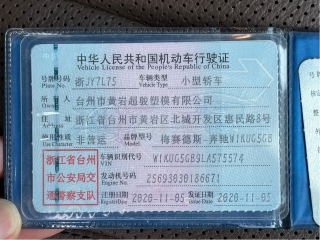 中华人民共和国机动车行驶证
Vehicle License of the People's Republic of China
号牌号码 浙JY7L75 车辆类型 小型轿车
Plate No. Vehicle Type
所有人 台州市黄岩超骏塑模有限公司
Owner
住址 浙江省台州市黄岩区北城开发区惠民路8号
使用性质 非营运 品牌型号 梅赛德斯-奔驰W1KUG5GB
Use Character Model
浙江省台州市公安局交通警察支队
车辆识别代号 W1KUG5GB9LA575574
VIN
发动机号码 25693030186671
Engine No.
注册日期 2020-11-05 发证日期 2020-11-05
Register Date Issue Date